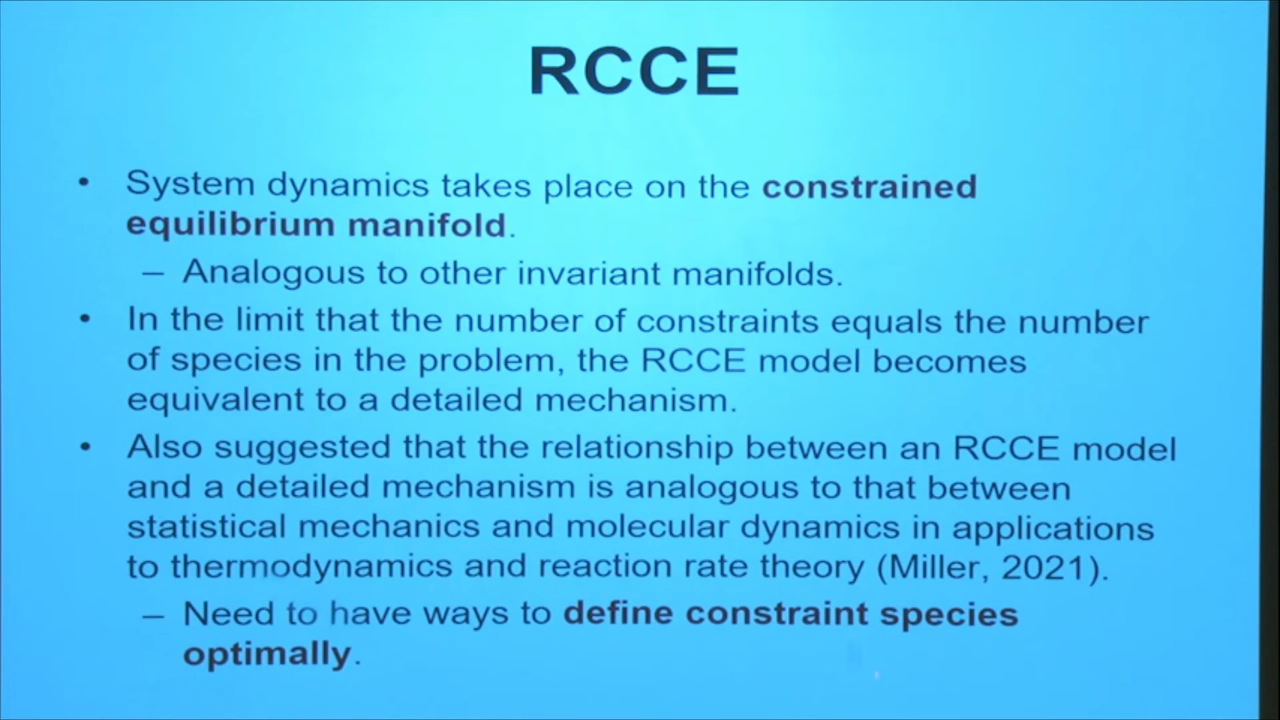 RCCE
• System dynamics takes place on the constrained
equilibrium manifold.
– Analogous to other invariant manifolds.
• In the limit that the number of constraints equals the number
of species in the problem, the RCCE model becomes
equivalent to a detailed mechanism.
• Also suggested that the relationship between an RCCE model
and a detailed mechanism is analogous to that between
statistical mechanics and molecular dynamics in applications
to thermodynamics and reaction rate theory (Miller, 2021).
– Need to have ways to define constraint species
optimally.